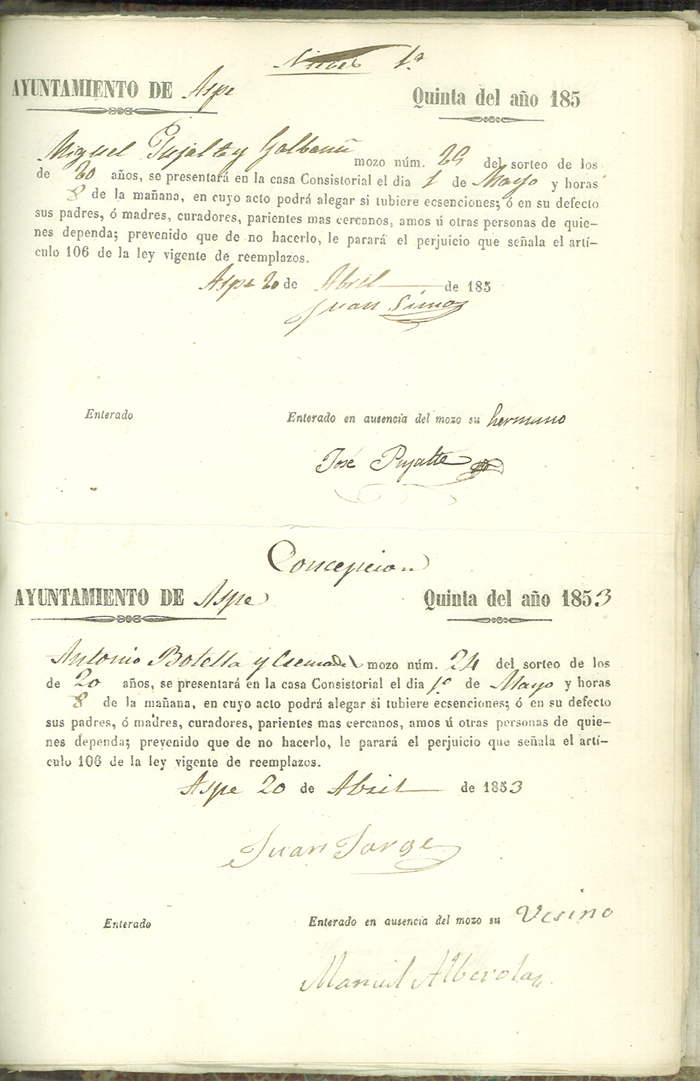 Nieves 1ª
AYUNTAMIENTO DE Aspe Quinta del año 185
Miguel Pujalte y Galbañ mozo núm. 23 del sorteo de los
de 20 años, se presentará en la casa Consistorial el dia 1 de Mayo y horas
8 de la mañana, en cuyo acto podrá alegar si tubiere ecsenciones; ó en su defecto
sus padres, ó madres, curadores, parientes mas cercanos, amos ú otras personas de quie-
nes dependa; prevenido que de no hacerlo, le parará el perjuicio que señala el artí-
culo 106 de la ley vigente de reemplazos.
Aspe 20 de Abril de 185
Juan
Enterado Enterado en ausencia del mozo su hermano
José Pujalte
Concepcion
AYUNTAMIENTO DE Aspe Quinta del año 1853
Antonio Botella y mozo núm. 24 del sorteo de los
de 20 años, se presentará en la casa Consistorial el dia 1º de Mayo y horas
8 de la mañana, en cuyo acto podrá alegar si tubiere ecsenciones; ó en su defecto
sus padres, ó madres, curadores, parientes mas cercanos, amos ú otras personas de quie-
nes dependa; prevenido que de no hacerlo, le parará el perjuicio que señala el artí-
culo 106 de la ley vigente de reemplazos.
Aspe 20 de Abril de 1853
Juan Jorge
Enterado Enterado en ausencia del mozo su Vesino
Manuel Alberola